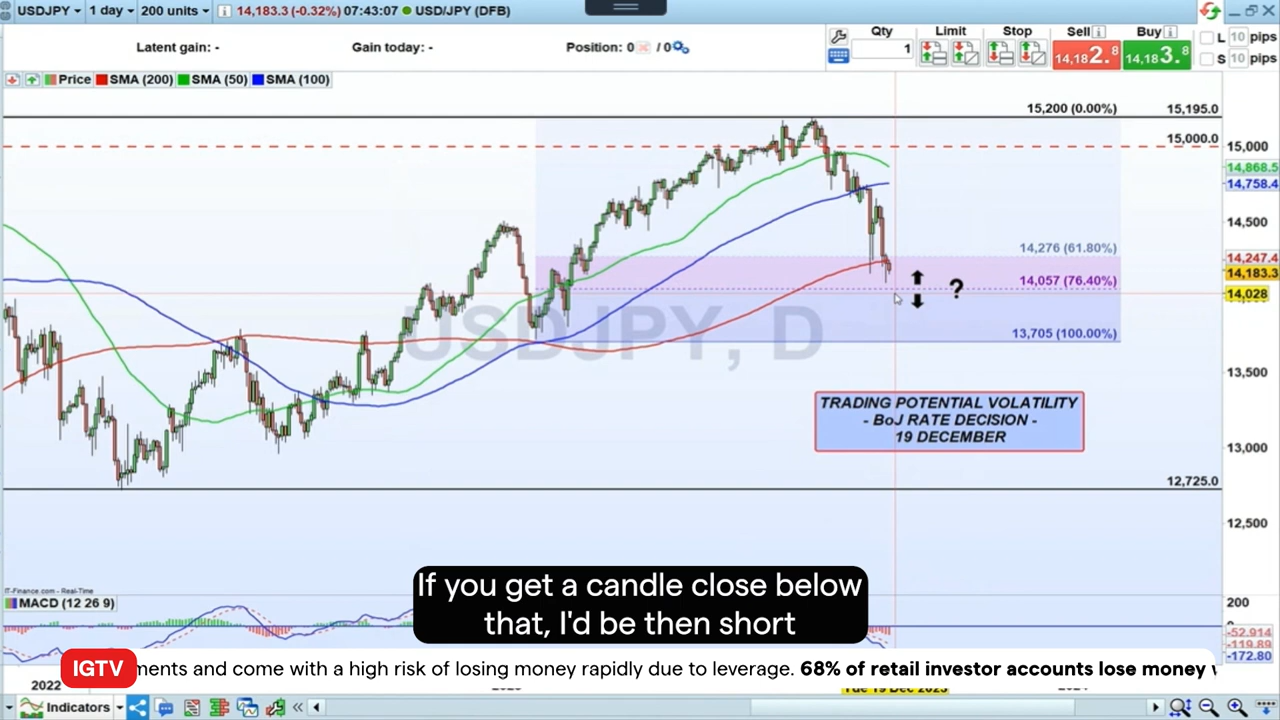 USDJPY 1 day 200 units 14,183.3 (-0.32%) 07:43:07 USD/JPY (DFB)
Latent gain: - Gain today: - Position: 0 / 0 Qty Limit Stop Sell Buy L 10 pips
1 14,182.8 14,183.8 S 10 pips
Price SMA (200) SMA (50) SMA (100)
15,200 (0.00%) 15,195.0
15,000.0 15,000
14,868.5
14,758.4
14,500
14,276 (61.80%) 14,247.4
14,183.3
14,057 (76.40%) ?
14,028
USDJPY, D
13,705 (100.00%)
13,500
TRADING POTENTIAL VOLATILITY
- BoJ RATE DECISION -
19 DECEMBER
13,000
12,725.0
12,500
If you get a candle close below
that, I'd be then short
IT-Finance.com - Real-Time
MACD (12 26 9) 200
-52.914
-119.89
-172.80
IGTV ments and come with a high risk of losing money rapidly due to leverage. 68% of retail investor accounts lose money
2022 Tue 19 Dec 2023
Indicators